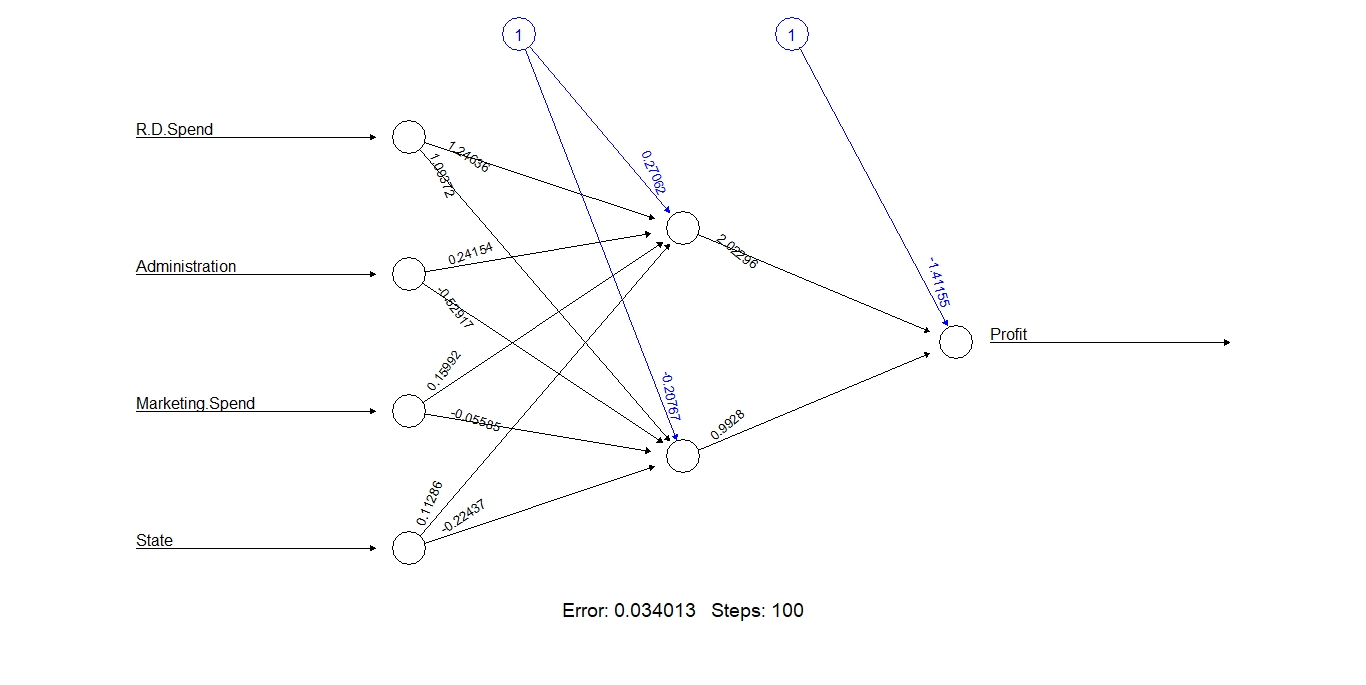 1
1
R.D.Spend
1.24636
1.09372
0.27062
Administration
0.24154
-0.52917
2.02296
-1.41155
Profit
Marketing.Spend
0.15992
-0.05585
-0.20767
0.9928
State
0.11286
-0.22437
Error: 0.034013 Steps: 100